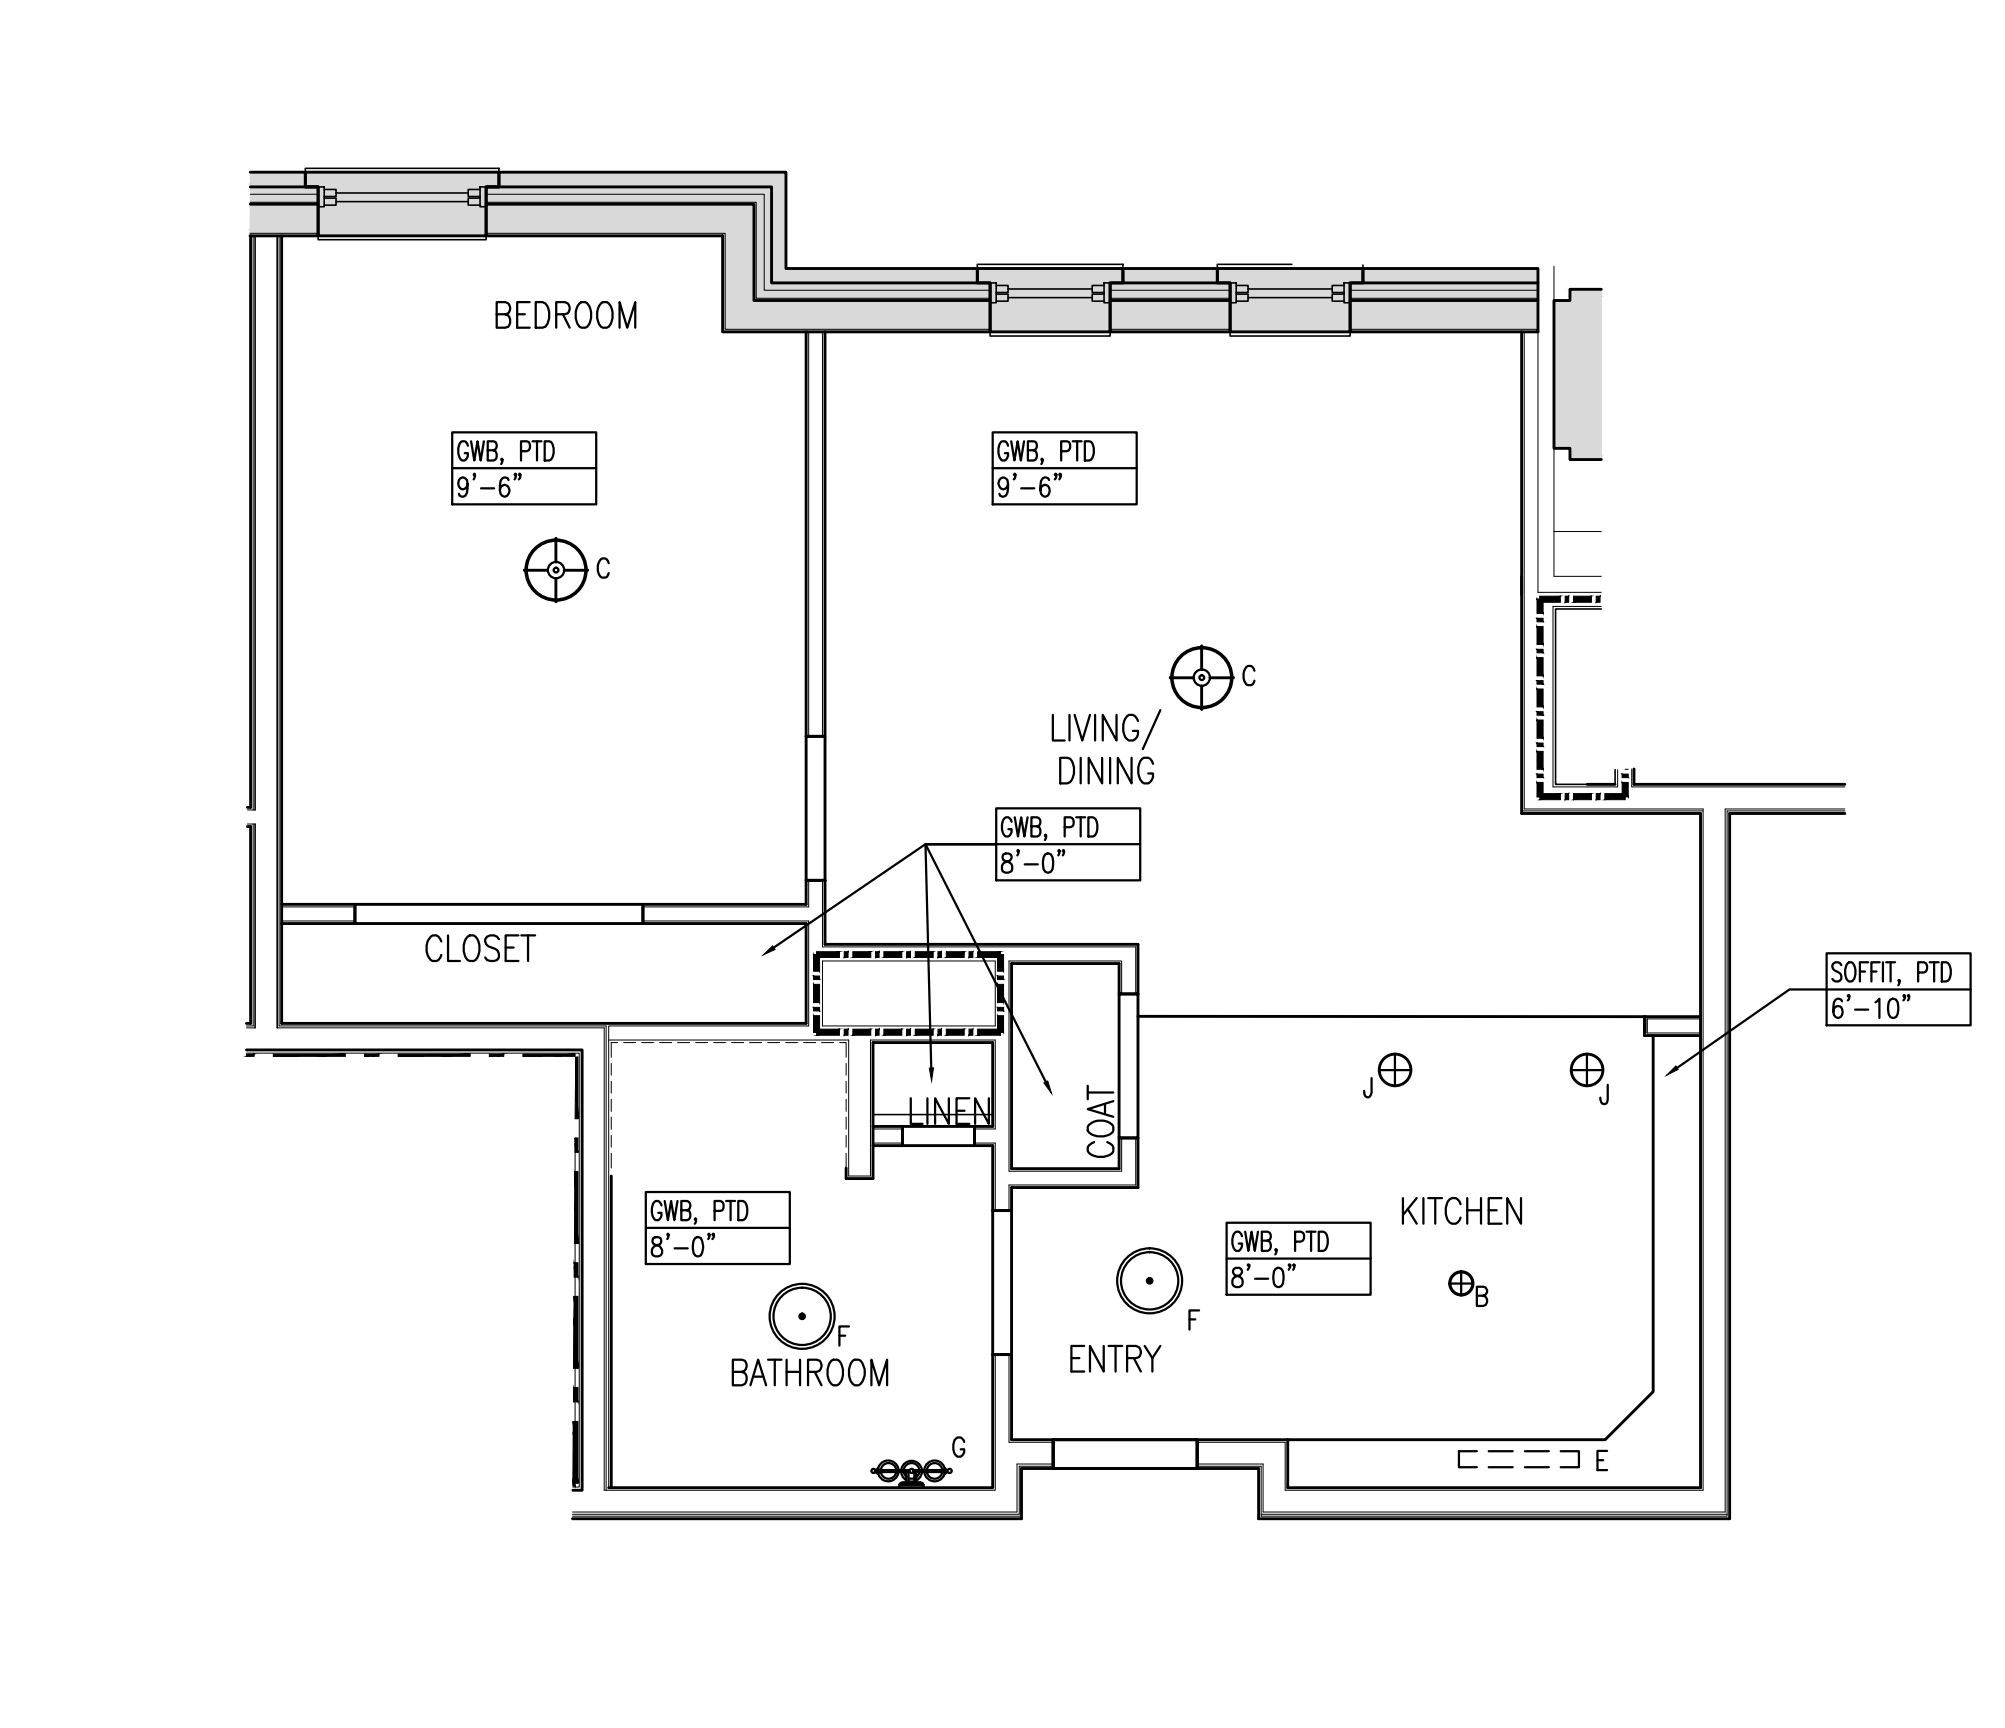 BEDROOM
GWB, PTD
9'-6"
C
GWB, PTD
9'-6"
C
LIVING/
DINING
GWB, PTD
8'-0"
CLOSET
SOFFIT, PTD
6'-10"
J
J
LINEN
COAT
GWB, PTD
8'-0"
KITCHEN
GWB, PTD
8'-0"
B
F
F
ENTRY
BATHROOM
G
E